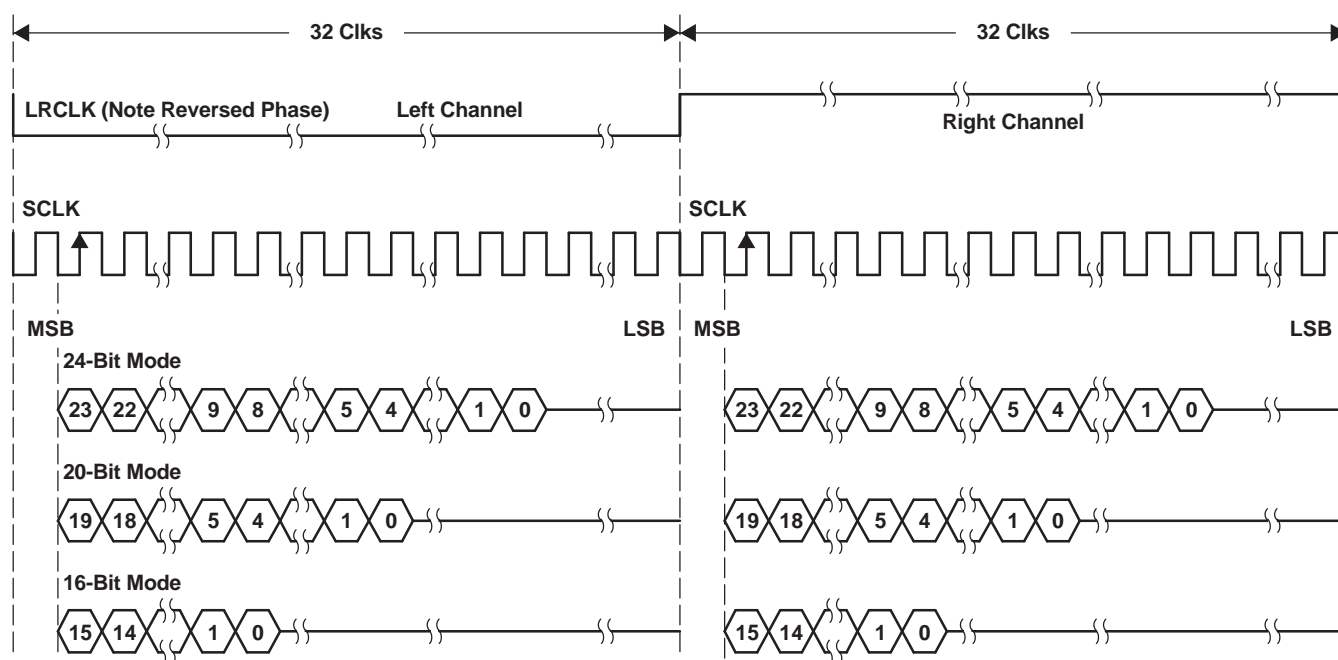 32 Clks 32 Clks
LRCLK (Note Reversed Phase) Left Channel
Right Channel
SCLK SCLK
MSB LSB MSB LSB
24-Bit Mode
23 22 9 8 5 4 1 0 23 22 9 8 5 4 1 0
20-Bit Mode
19 18 5 4 1 0 19 18 5 4 1 0
16-Bit Mode
15 14 1 0 15 14 1 0